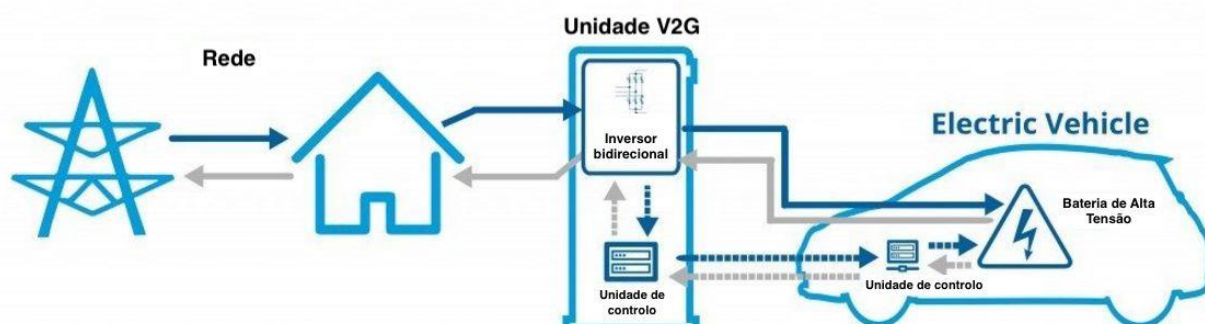 Unidade V2G
Rede
Inversor
bidirecional
Electric Vehicle
Bateria de Alta
Tensão
Unidade de
controlo
Unidade de controlo